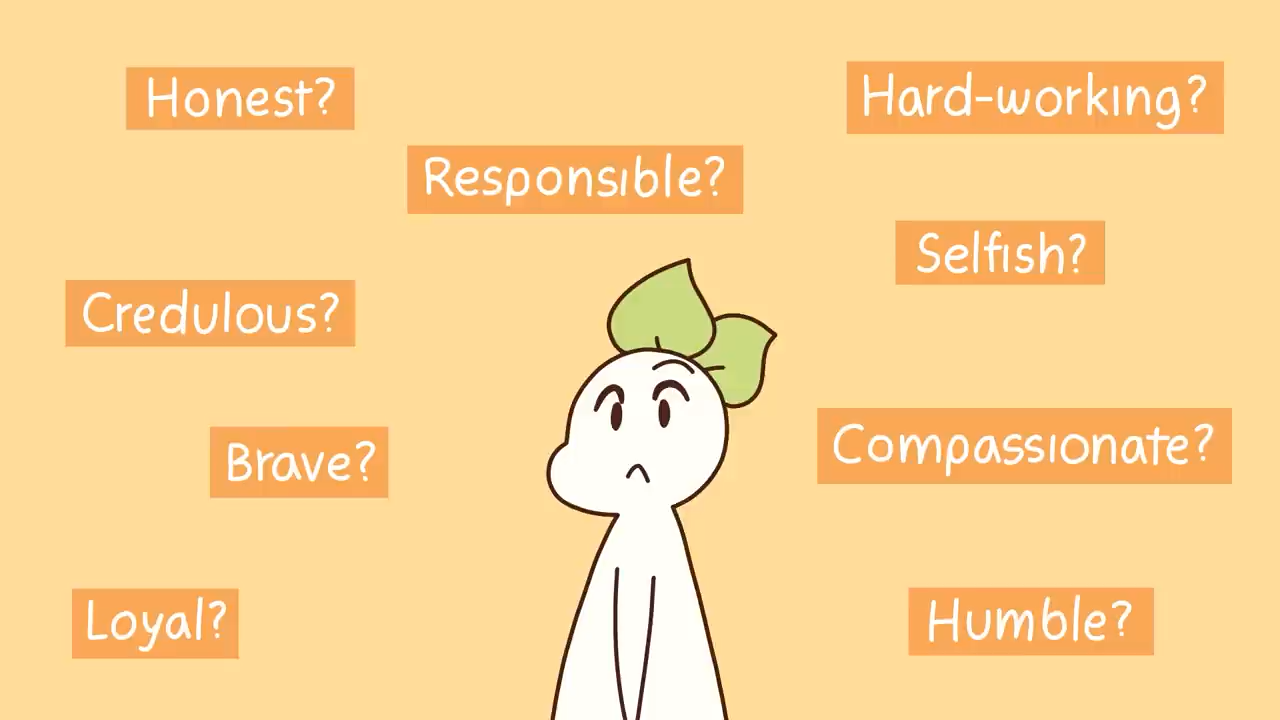 Honest?
Hard-working?
Responsible?
Selfish?
Credulous?
Compassionate?
Brave?
Loyal?
Humble?